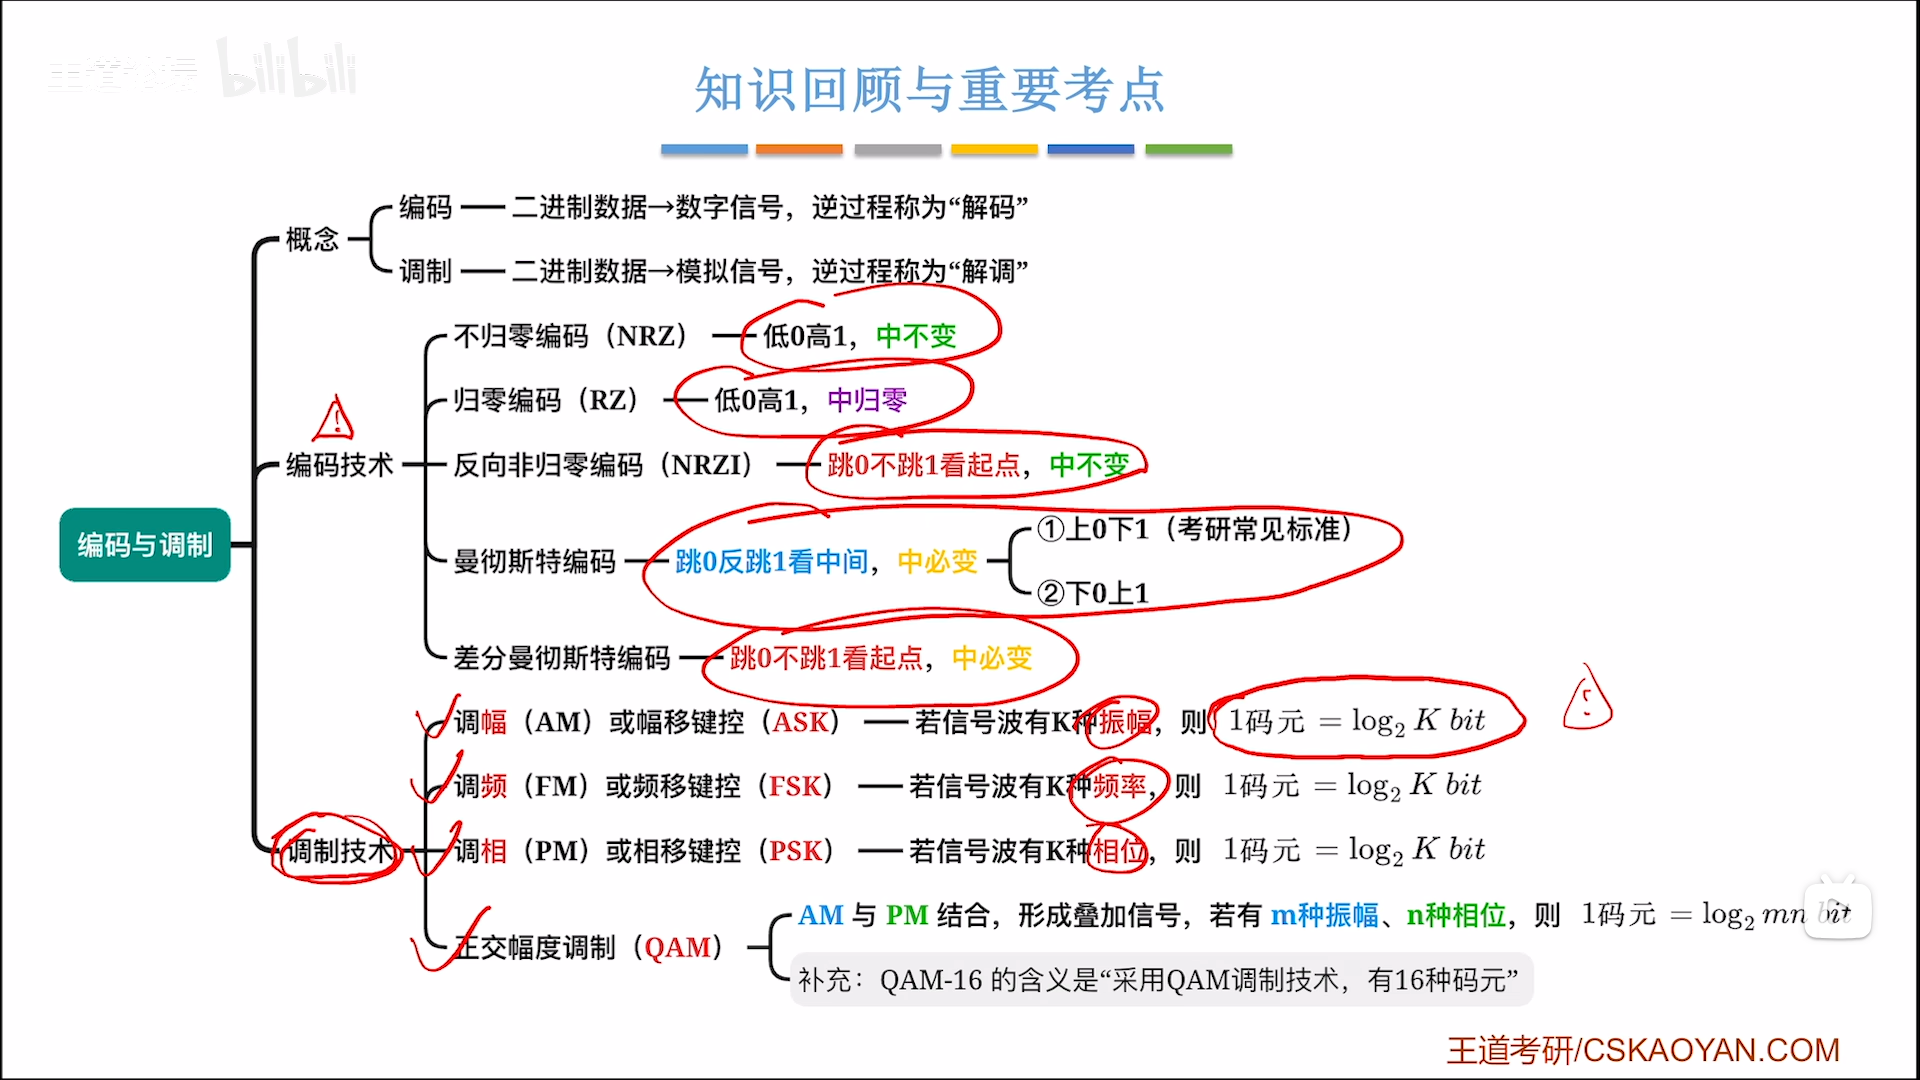 王道论坛 bilibili
知识回顾与重要考点
编码 二进制数据→数字信号，逆过程称为“解码”
概念
调制 二进制数据→模拟信号，逆过程称为“解调”
不归零编码（NRZ） 低0高1，中不变
归零编码（RZ） 低0高1，中归零
编码技术 反向非归零编码（NRZI） 跳0不跳1看起点，中不变
①上0下1（考研常见标准）
编码与调制
曼彻斯特编码 跳0反跳1看中间，中必变
②下0上1
差分曼彻斯特编码 跳0不跳1看起点，中必变
调幅（AM）或幅移键控（ASK） 若信号波有K种振幅，则 1码元 = log₂ K bit
调频（FM）或频移键控（FSK） 若信号波有K种频率，则 1码元 = log₂ K bit
调制技术 调相（PM）或相移键控（PSK） 若信号波有K种相位，则 1码元 = log₂ K bit
AM 与 PM 结合，形成叠加信号，若有 m种振幅、n种相位，则 1码元 = log₂ mn bit
正交幅度调制（QAM）
补充：QAM-16 的含义是“采用QAM调制技术，有16种码元”
王道考研/CSKAOYAN.COM